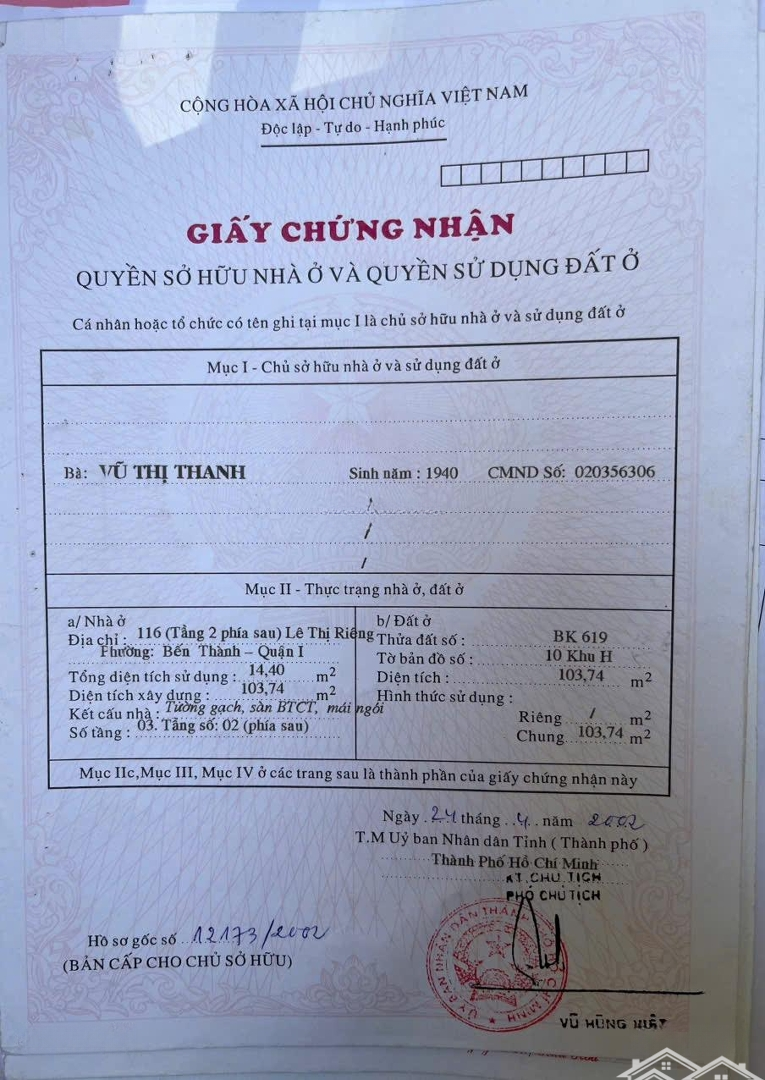 CỘNG HÒA XÃ HỘI CHỦ NGHĨA VIỆT NAM
Độc lập - Tự do - Hạnh phúc
GIẤY CHỨNG NHẬN
QUYỀN SỞ HỮU NHÀ Ở VÀ QUYỀN SỬ DỤNG ĐẤT Ở
Cá nhân hoặc tổ chức có tên ghi tại mục I là chủ sở hữu nhà ở và sử dụng đất ở
Mục I - Chủ sở hữu nhà ở và sử dụng đất ở
Bà: VŨ THỊ THANH Sinh năm : 1940 CMND Số: 020356306
/
/
/
Mục II - Thực trạng nhà ở, đất ở
a/ Nhà ở
Địa chỉ : 116 (Tầng 2 phía sau) Lê Thị Riêng
Phường: Bến Thành – Quận I
Tổng diện tích sử dụng : 14,40 m2
Diện tích xây dựng : 103,74 m2
Kết cấu nhà : Tường gạch, sàn BTCT, mái ngói
Số tầng : 03. Tầng số: 02 (phía sau)
b/ Đất ở
Thửa đất số : BK 619
Tờ bản đồ số : 10 Khu H
Diện tích : 103,74 m2
Hình thức sử dụng :
Riêng / m2
Chung 103,74 m2
Mục IIc,Mục III, Mục IV ở các trang sau là thành phần của giấy chứng nhận này
Ngày 24 tháng 4 năm 2002
T.M Uỷ ban Nhân dân Tỉnh ( Thành phố )
Thành Phố Hồ Chí Minh
KT.CHỦ TỊCH
PHÓ CHỦ TỊCH
Hồ sơ gốc số 12173/2002
(BẢN CẤP CHO CHỦ SỞ HỮU)
VŨ HÙNG VIỆT